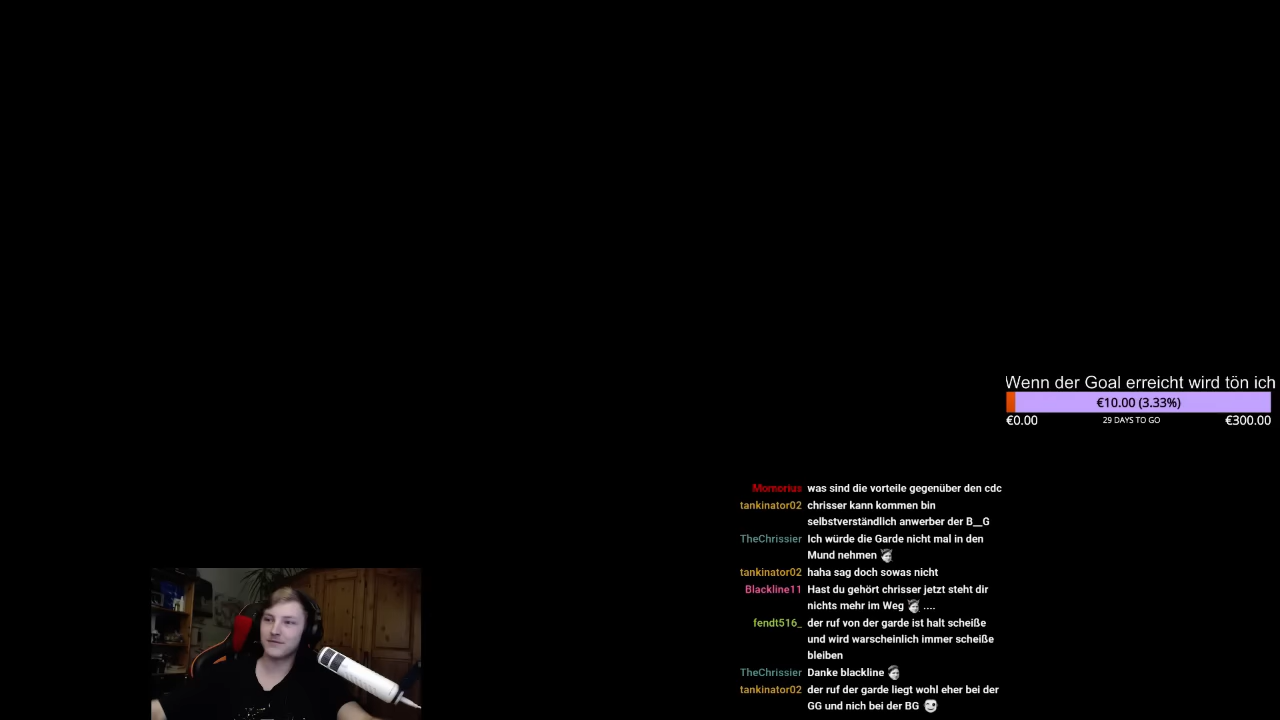 Wenn der Goal erreicht wird tön ich
€10.00 (3.33%)
€0.00 29 DAYS TO GO €300.00
Momorius was sind die vorteile gegenüber den cdc
tankinator02 chrisser kann kommen bin
selbstverständlich anwerber der B__G
TheChrissier Ich würde die Garde nicht mal in den
Mund nehmen
tankinator02 haha sag doch sowas nicht
Blackline11 Hast du gehört chrisser jetzt steht dir
nichts mehr im Weg ....
fendt516_ der ruf von der garde ist halt scheiße
und wird warscheinlich immer scheiße
bleiben
TheChrissier Danke blackline
tankinator02 der ruf der garde liegt wohl eher bei der
GG und nich bei der BG